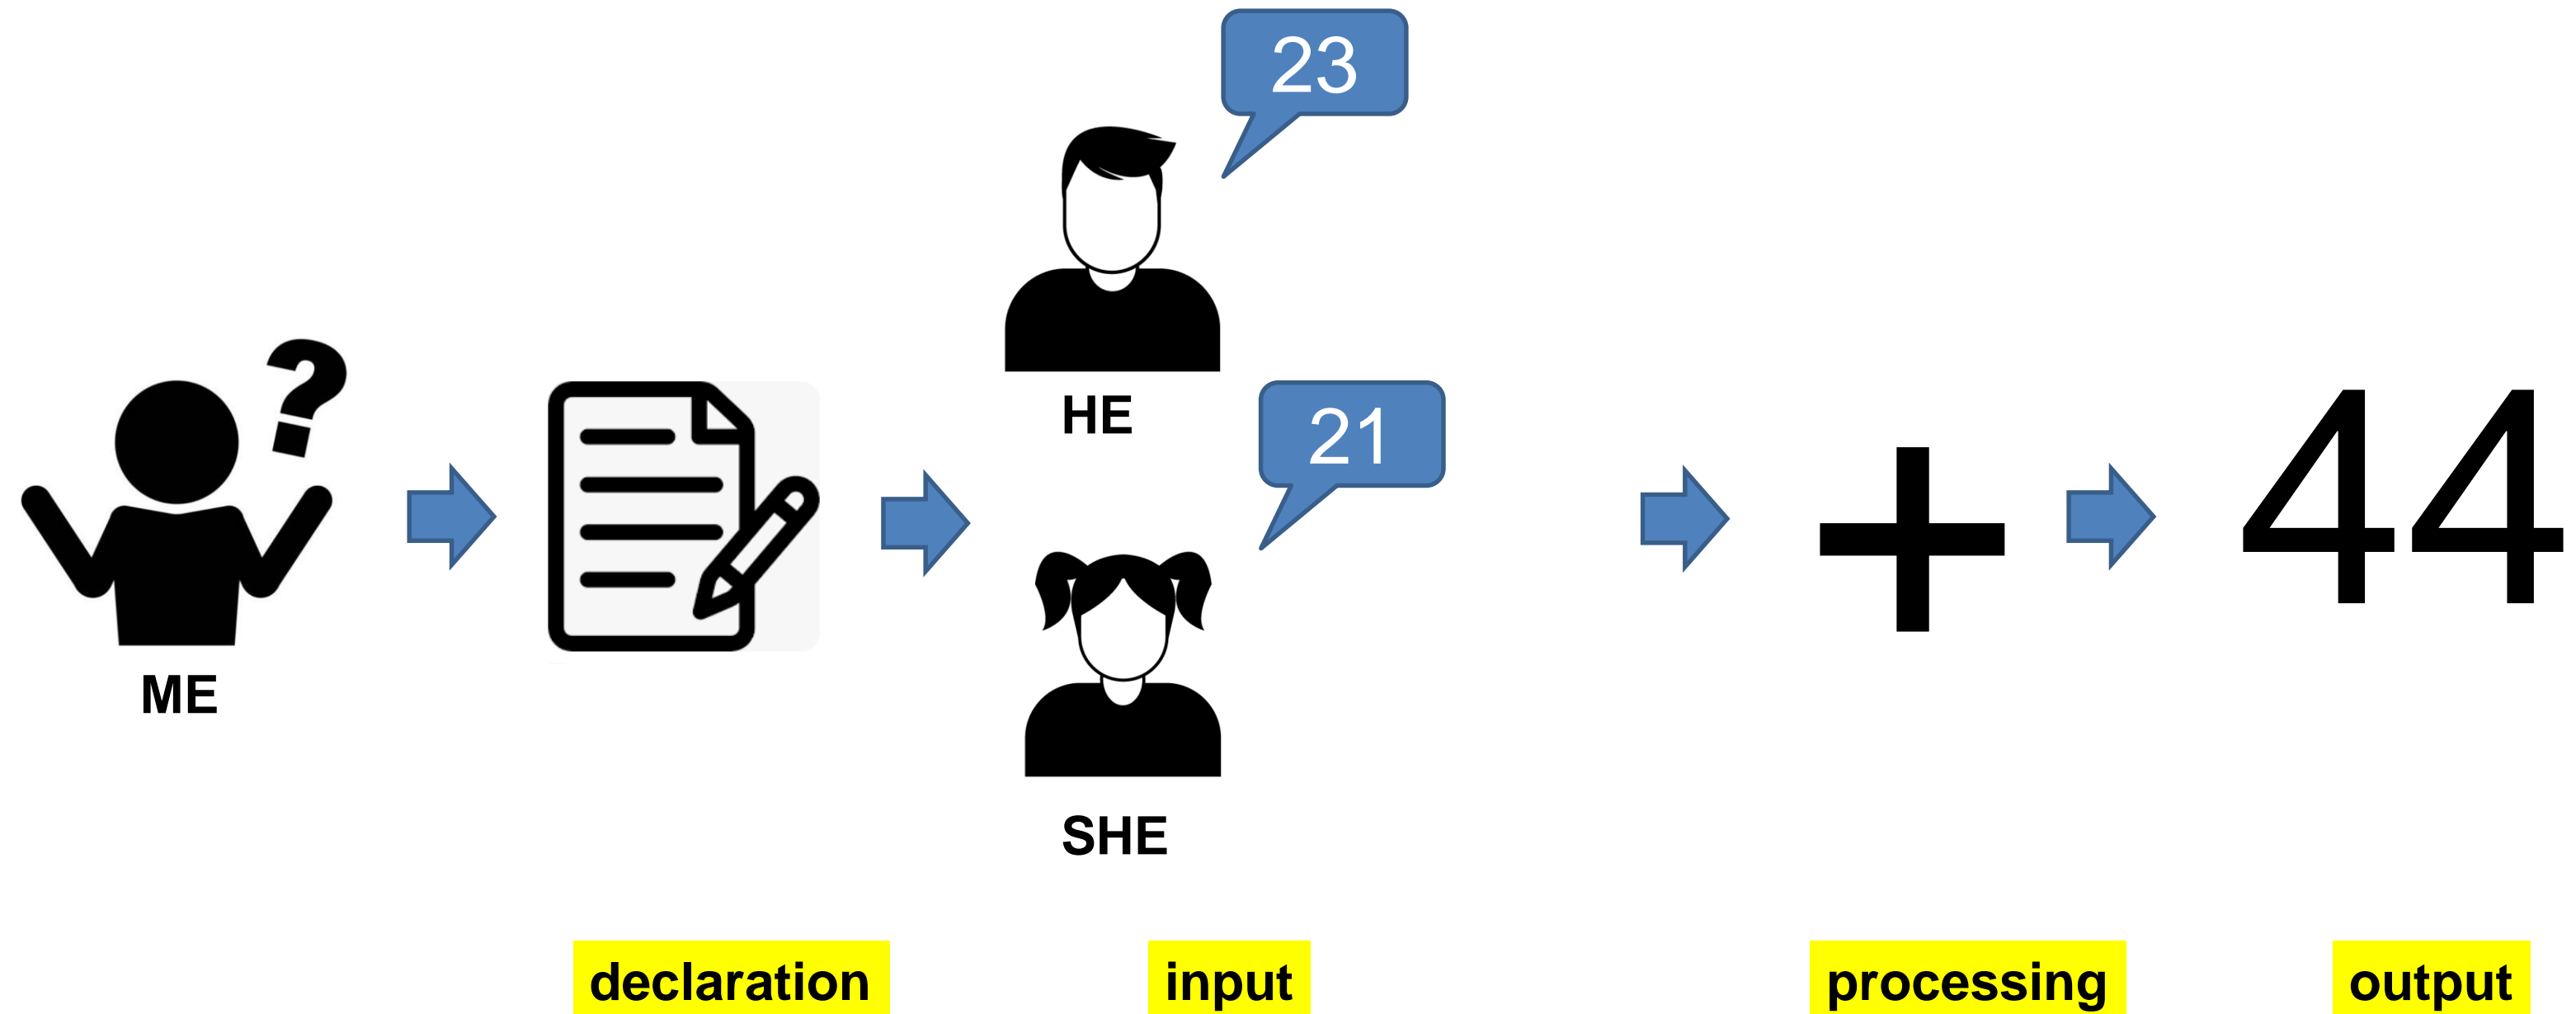 23
HE
21
?
ME
SHE
+
44
declaration
input
processing
output